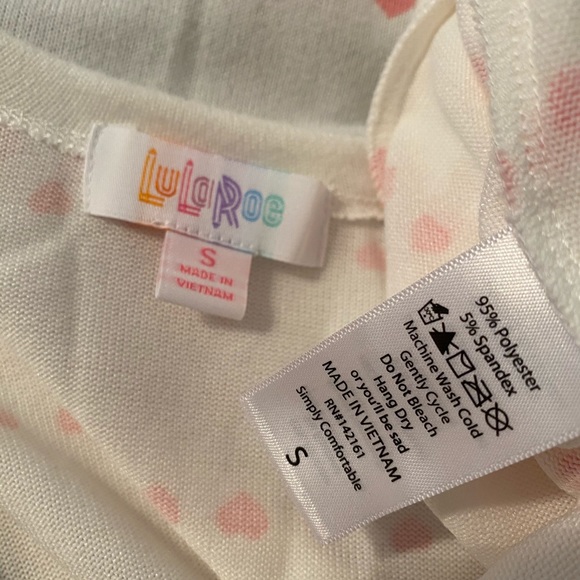 LuLaRoe
S
MADE IN
VIETNAM
95% Polyester
5% Spandex
Machine Wash Cold
Gently Cycle
Do Not Bleach
Hang Dry
or you'll be sad
MADE IN VIETNAM
RN#142161
Simply Comfortable
S